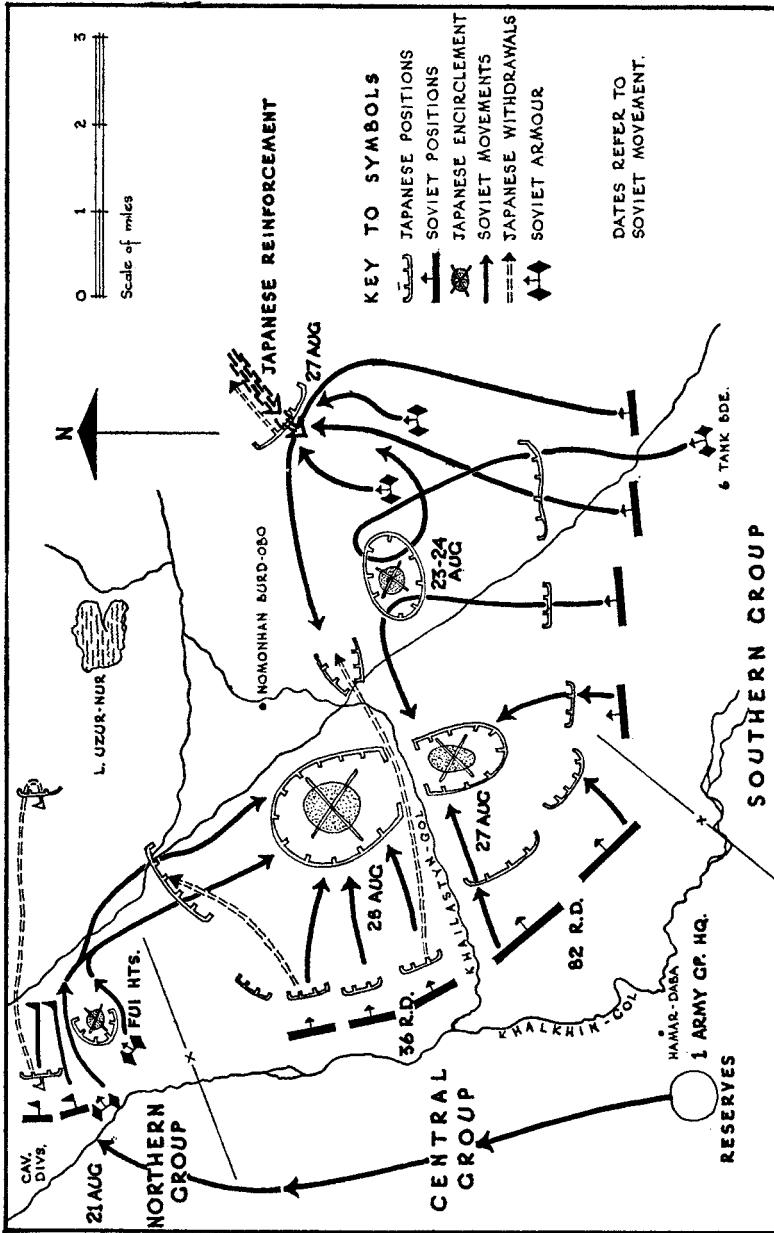 0 1 2 3
Scale of miles
N
JAPANESE REINFORCEMENT
27 AUG
KEY TO SYMBOLS
JAPANESE POSITIONS
SOVIET POSITIONS
JAPANESE ENCIRCLEMENT
SOVIET MOVEMENTS
JAPANESE WITHDRAWALS
SOVIET ARMOUR
DATES REFER TO
SOVIET MOVEMENT.
L. UZUR-NUR
NOMONHAN BURD-OBO
23-24
AUG
6 TANK BDE.
SOUTHERN GROUP
CAV.
DIVS.
21 AUG
FUI HTS.
NORTHERN
GROUP
26 AUG
36 R.D.
KHAILASTYN-GOL
27 AUG
82 R.D.
CENTRAL
GROUP
KHALKHIN-GOL
HAMAR-DABA
1 ARMY GP. HQ.
RESERVES